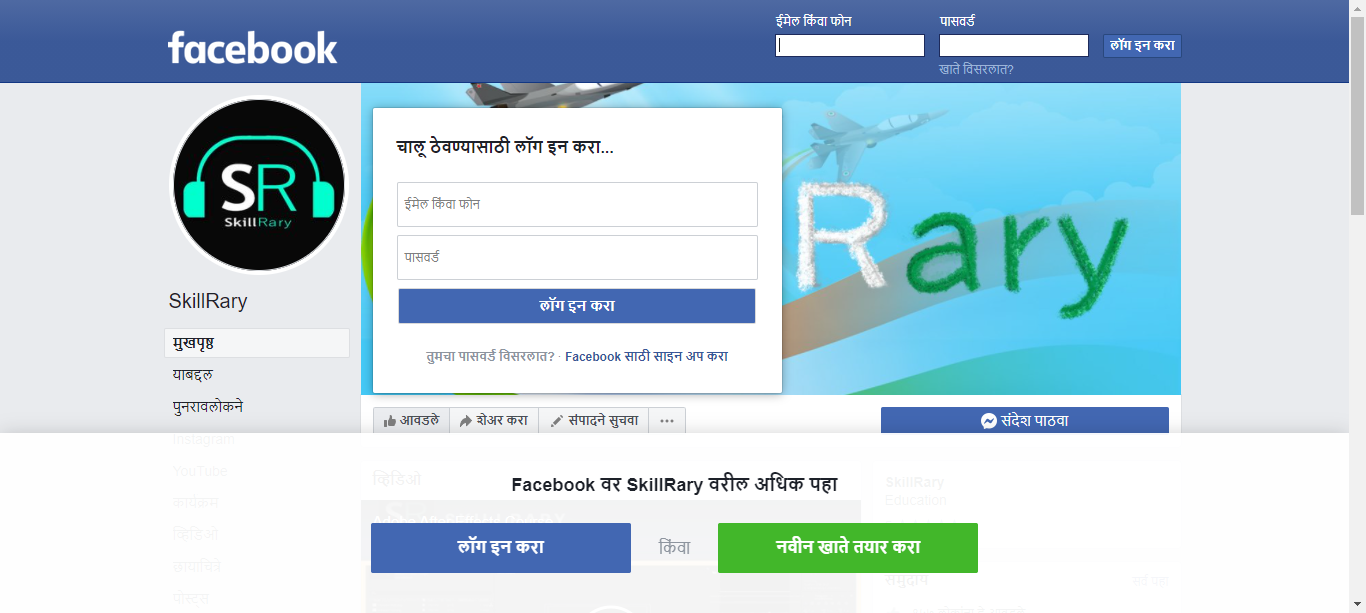 facebook
ईमेल किंवा फोन
पासवर्ड
लॉग इन करा
खाते विसरलात?
SR
SkillRary
SkillRary
मुखपृष्ठ
याबद्दल
पुनरावलोकने
Instagram
YouTube
कार्यक्रम
व्हिडिओ
छायाचित्रे
पोस्ट्स
Rary
चालू ठेवण्यासाठी लॉग इन करा...
ईमेल किंवा फोन
पासवर्ड
लॉग इन करा
तुमचा पासवर्ड विसरलात? · Facebook साठी साइन अप करा
आवडले
शेअर करा
संपादने सुचवा
...
संदेश पाठवा
व्हिडिओ
SkillRary
Education
समुदाय
सर्व पहा
Facebook वर SkillRary वरील अधिक पहा
लॉग इन करा
किंवा
नवीन खाते तयार करा